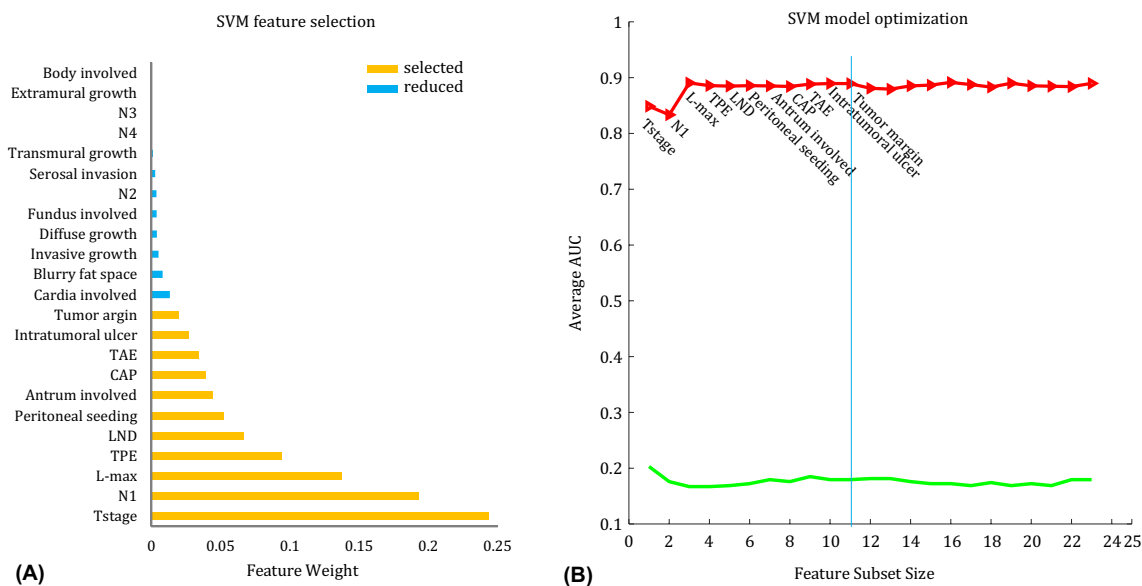 SVM feature selection
selected
reduced
Body involved
Extramural growth
N3
N4
Transmural growth
Serosal invasion
N2
Fundus involved
Diffuse growth
Invasive growth
Blurry fat space
Cardia involved
Tumor argin
Intratumoral ulcer
TAE
CAP
Antrum involved
Peritoneal seeding
LND
TPE
L-max
N1
Tstage
0 0.05 0.1 0.15 0.2 0.25
Feature Weight
(A)
SVM model optimization
1
0.9
0.8
0.7
0.6
0.5
0.4
0.3
0.2
0.1
Average AUC
Tstage
N1
L-max
TPE
LND
Peritoneal seeding
Antrum involved
CAP
TAE
Intratumoral ulcer
Tumor margin
0 2 4 6 8 10 12 14 16 18 20 22 24 25
Feature Subset Size
(B)